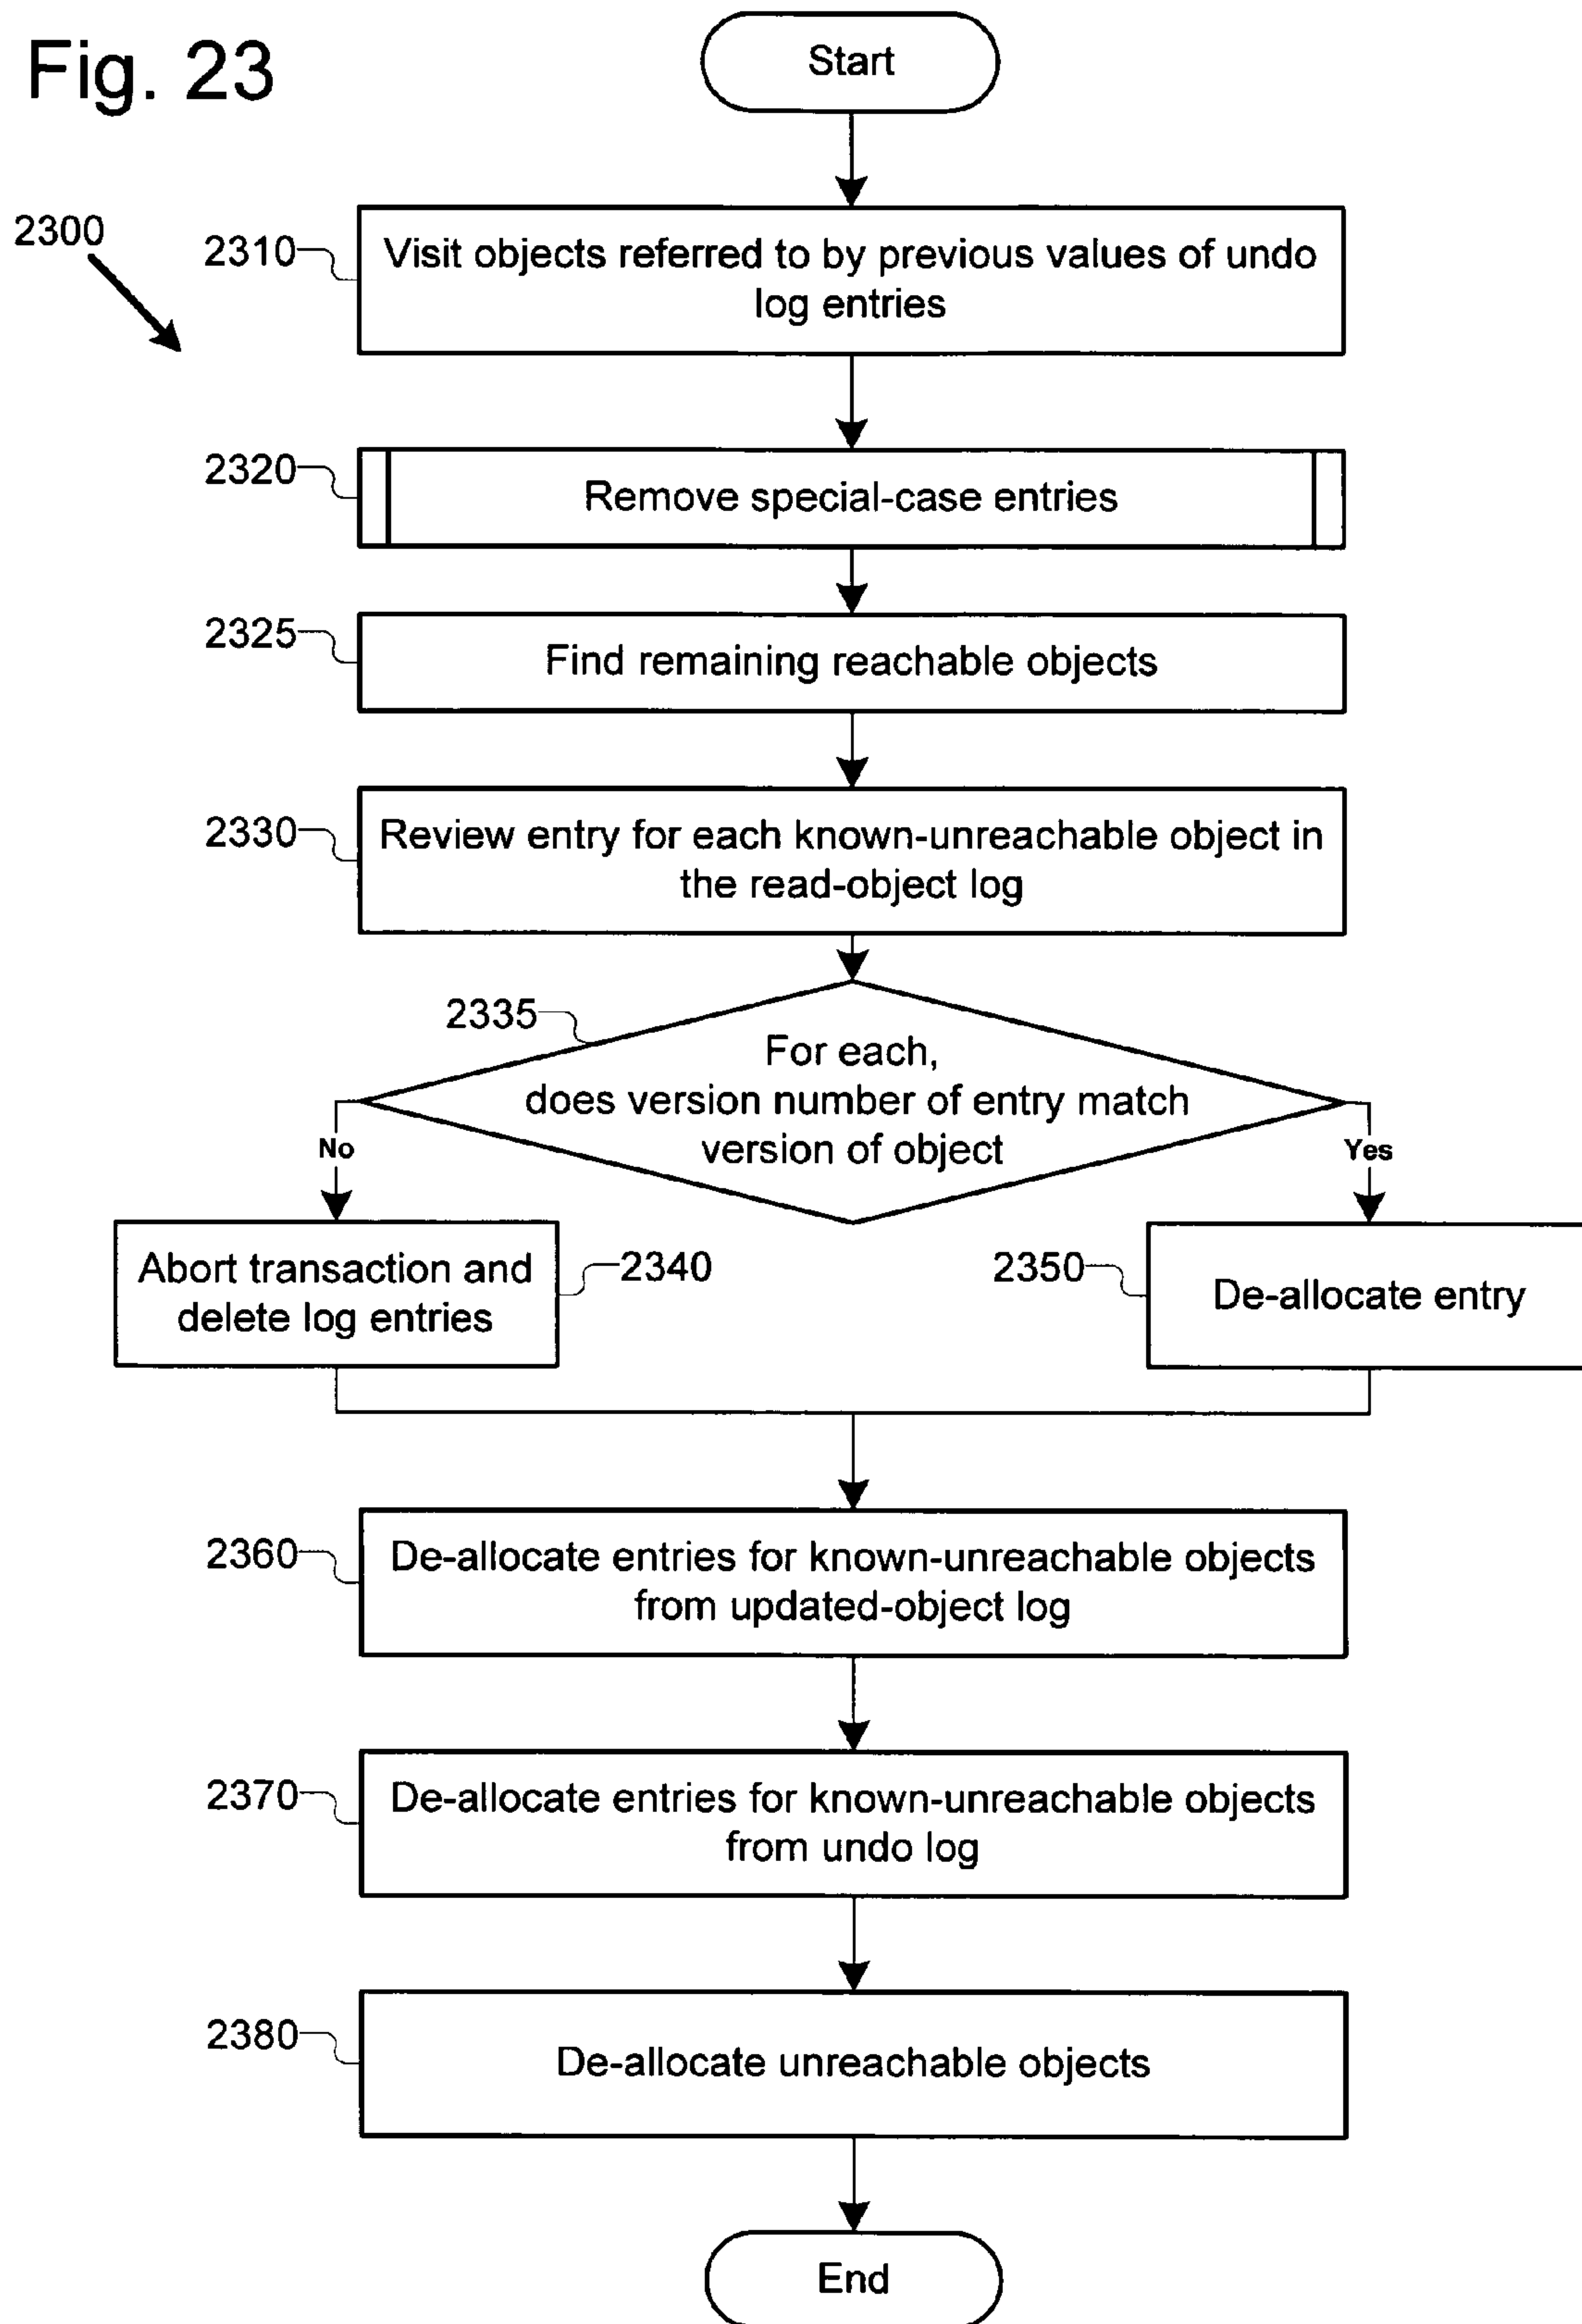 Fig. 23
Start
2300
2310
Visit objects referred to by previous values of undo
log entries
2320
Remove special-case entries
2325
Find remaining reachable objects
2330
Review entry for each known-unreachable object in
the read-object log
2335
For each,
does version number of entry match
version of object
No
Yes
Abort transaction and
delete log entries
2340
2350
De-allocate entry
2360
De-allocate entries for known-unreachable objects
from updated-object log
2370
De-allocate entries for known-unreachable objects
from undo log
2380
De-allocate unreachable objects
End